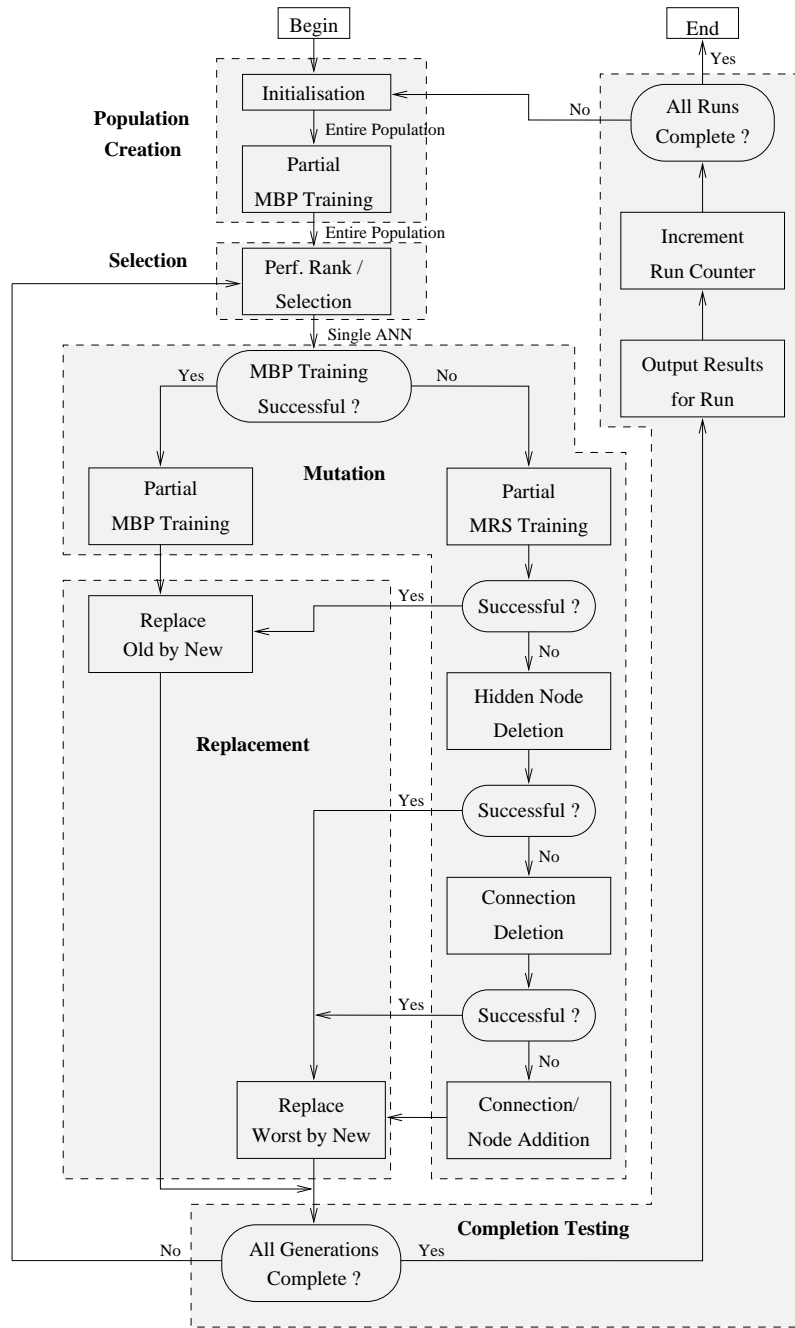 Begin
End
Yes
Initialisation
No
All Runs
Complete ?
Population
Creation
Entire Population
Partial
MBP Training
Entire Population
Increment
Run Counter
Selection
Perf. Rank /
Selection
Single ANN
Yes
MBP Training
Successful ?
No
Output Results
for Run
Mutation
Partial
MBP Training
Partial
MRS Training
Replace
Old by New
Yes
Successful ?
No
Hidden Node
Deletion
Replacement
Yes
Successful ?
No
Connection
Deletion
Yes
Successful ?
No
Replace
Worst by New
Connection/
Node Addition
Completion Testing
No
All Generations
Complete ?
Yes